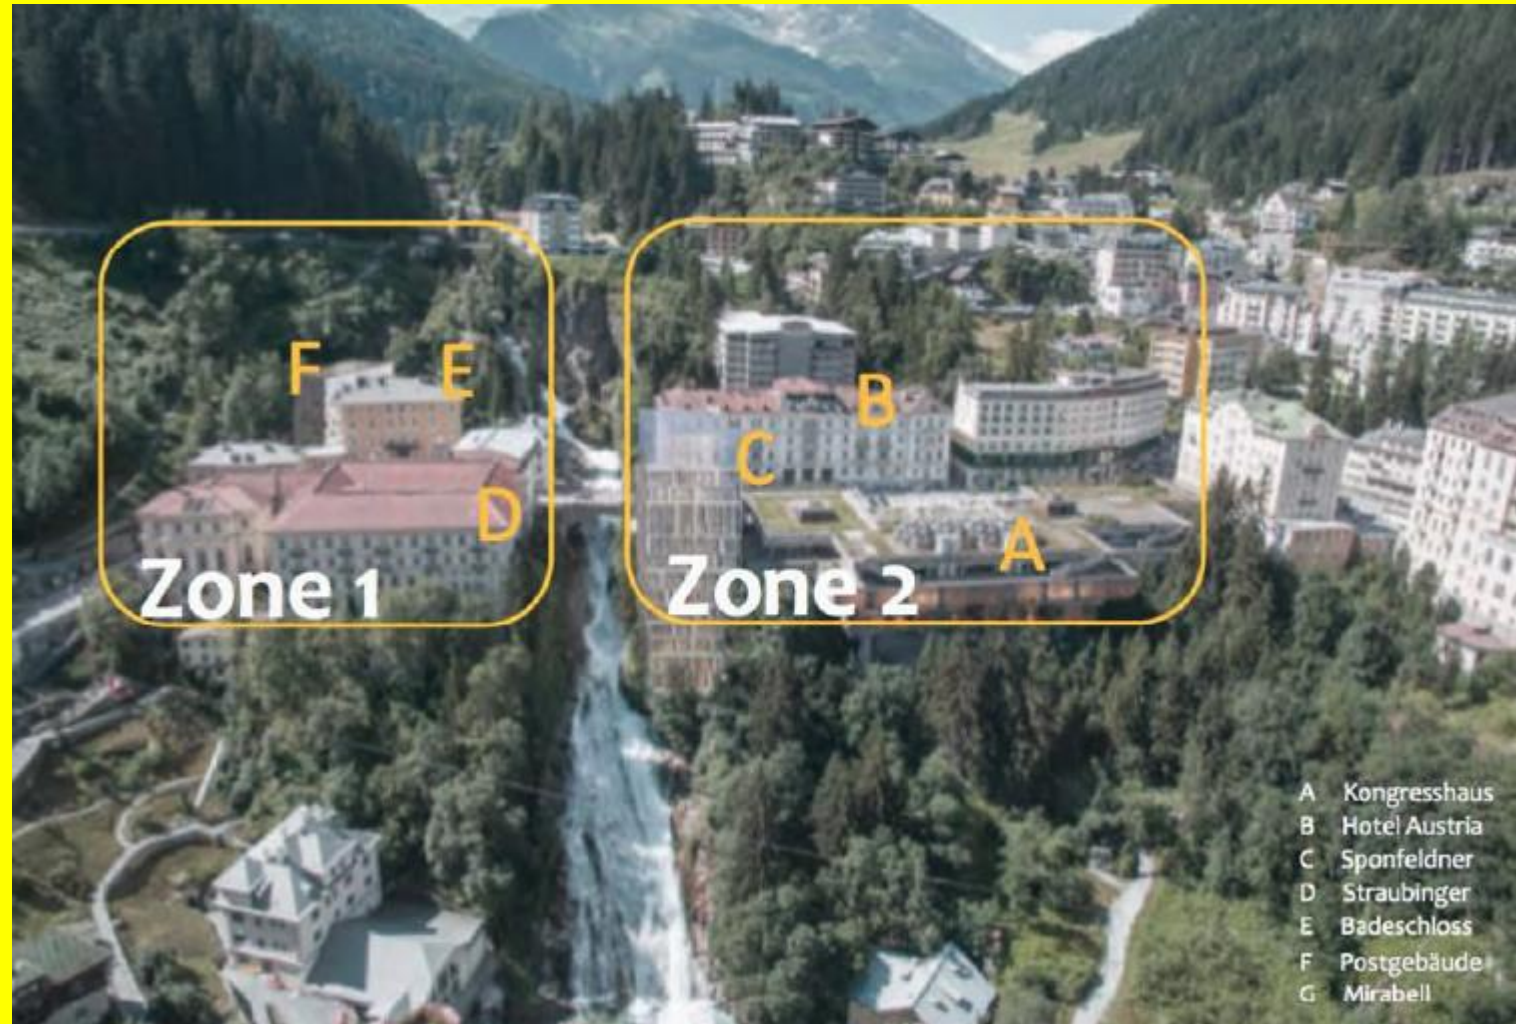 F
E
B
C
D
A
Zone 1
Zone 2
A Kongresshaus
B Hotel Austria
C Sponfeldner
D Straubinger
E Badeschloss
F Postgebäude
G Mirabell